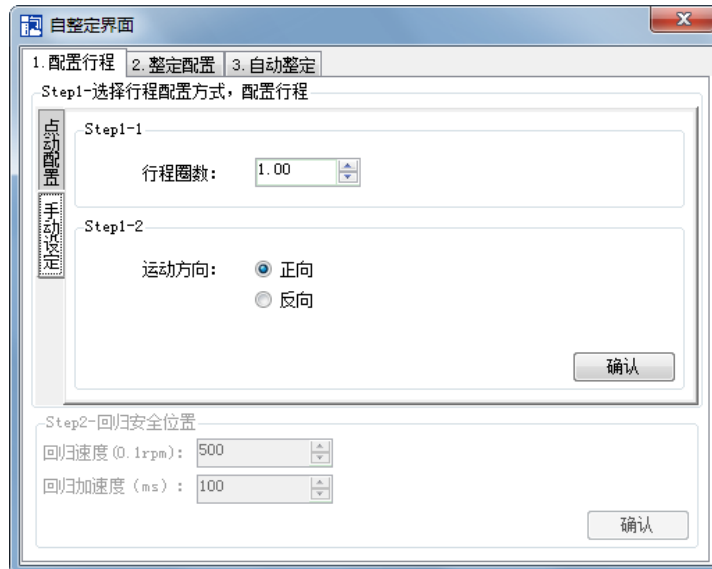 自整定界面
1.配置行程 2.整定配置 3.自动整定
Step1-选择行程配置方式，配置行程
点动配置
手动设定
Step1-1
行程圈数： 1.00
Step1-2
运动方向： 正向
反向
确认
Step2-回归安全位置
回归速度(0.1rpm)： 500
回归加速度（ms）： 100
确认